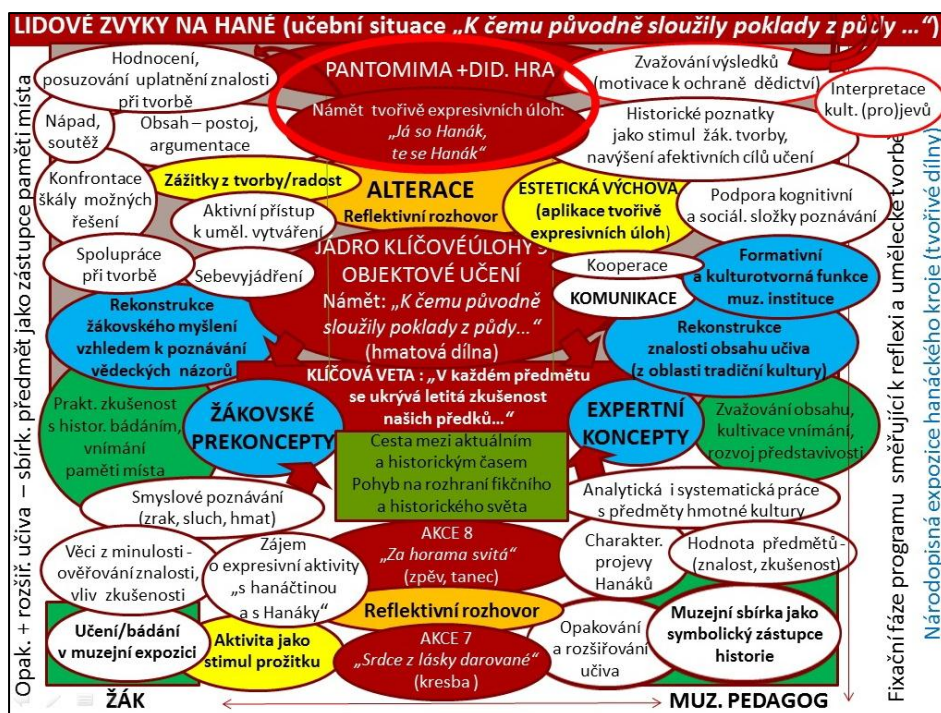 LIDOVÉ ZVYKY NA HANÉ (učební situace „K čemu původně sloužily poklady z půdy …“)
Hodnocení,
posuzování uplatnění znalosti
při tvorbě
PANTOMIMA +DID. HRA
Zvažování výsledků
(motivace k ochraně dědictví)
Interpretace
kult. (pro)jevů
Nápad,
soutěž
Obsah – postoj,
argumentace
Námět tvořivě expresivních úloh:
„Já so Hanák,
te se Hanák“
Historické poznatky
jako stimul žák. tvorby,
navýšení afektivních cílů učení
Konfrontace
škály možných
řešení
Zážitky z tvorby/radost
ALTERACE
Reflektivní rozhovor
ESTETICKÁ VÝCHOVA
(aplikace tvořivě
expresivních úloh)
Podpora kognitivní
a sociál. složky poznávání
Aktivní přístup
k uměl. vytváření
Spolupráce
při tvorbě
Sebevyjádření
JÁDRO KLÍČOVÉÚLOHY S
OBJEKTOVÉ UČENÍ
Námět: „K čemu původně
sloužily poklady z půdy…“
(hmatová dílna)
Kooperace
KOMUNIKACE
Formativní
a kulturotvorná funkce
muz. instituce
Rekonstrukce
žákovského myšlení
vzhledem k poznávání
vědeckých názorů
Rekonstrukce
znalosti obsahu učiva
(z oblasti tradiční kultury)
KLÍČOVÁ VETA : „V každém předmětu
se ukrývá letitá zkušenost
našich předků…“
Prakt. zkušenost
s histor. bádáním,
vnímání
paměti místa
ŽÁKOVSKÉ
PREKONCEPTY
EXPERTNÍ
KONCEPTY
Zvažování obsahu,
kultivace vnímání,
rozvoj představivosti
Cesta mezi aktuálním
a historickým časem
Pohyb na rozhraní fikčního
a historického světa
Smyslové poznávání
(zrak, sluch, hmat)
Analytická i systematická práce
s předměty hmotné kultury
Věci z minulosti -
ověřování znalosti,
vliv zkušenosti
Zájem
o expresivní aktivity
„s hanáčtinou
a s Hanáky“
AKCE 8
„Za horama svitá“
(zpěv, tanec)
Charakter.
projevy
Hanáků
Hodnota předmětů -
(znalost, zkušenost)
Reflektivní rozhovor
Učení/bádání
v muzejní expozici
Aktivita jako
stimul prožitku
AKCE 7
„Srdce z lásky darované“
(kresba )
Opakování
a rozšiřování
učiva
Muzejní sbírka jako
symbolický zástupce
historie
ŽÁK
MUZ. PEDAGOG
Opak. + rozšiř. učiva – sbírk. předmět jako zástupce paměti místa
Fixační fáze programu směřující k reflexi a umělecké tvorbě
Národopisná expozice hanáckého kroje (tvořivé dílny)